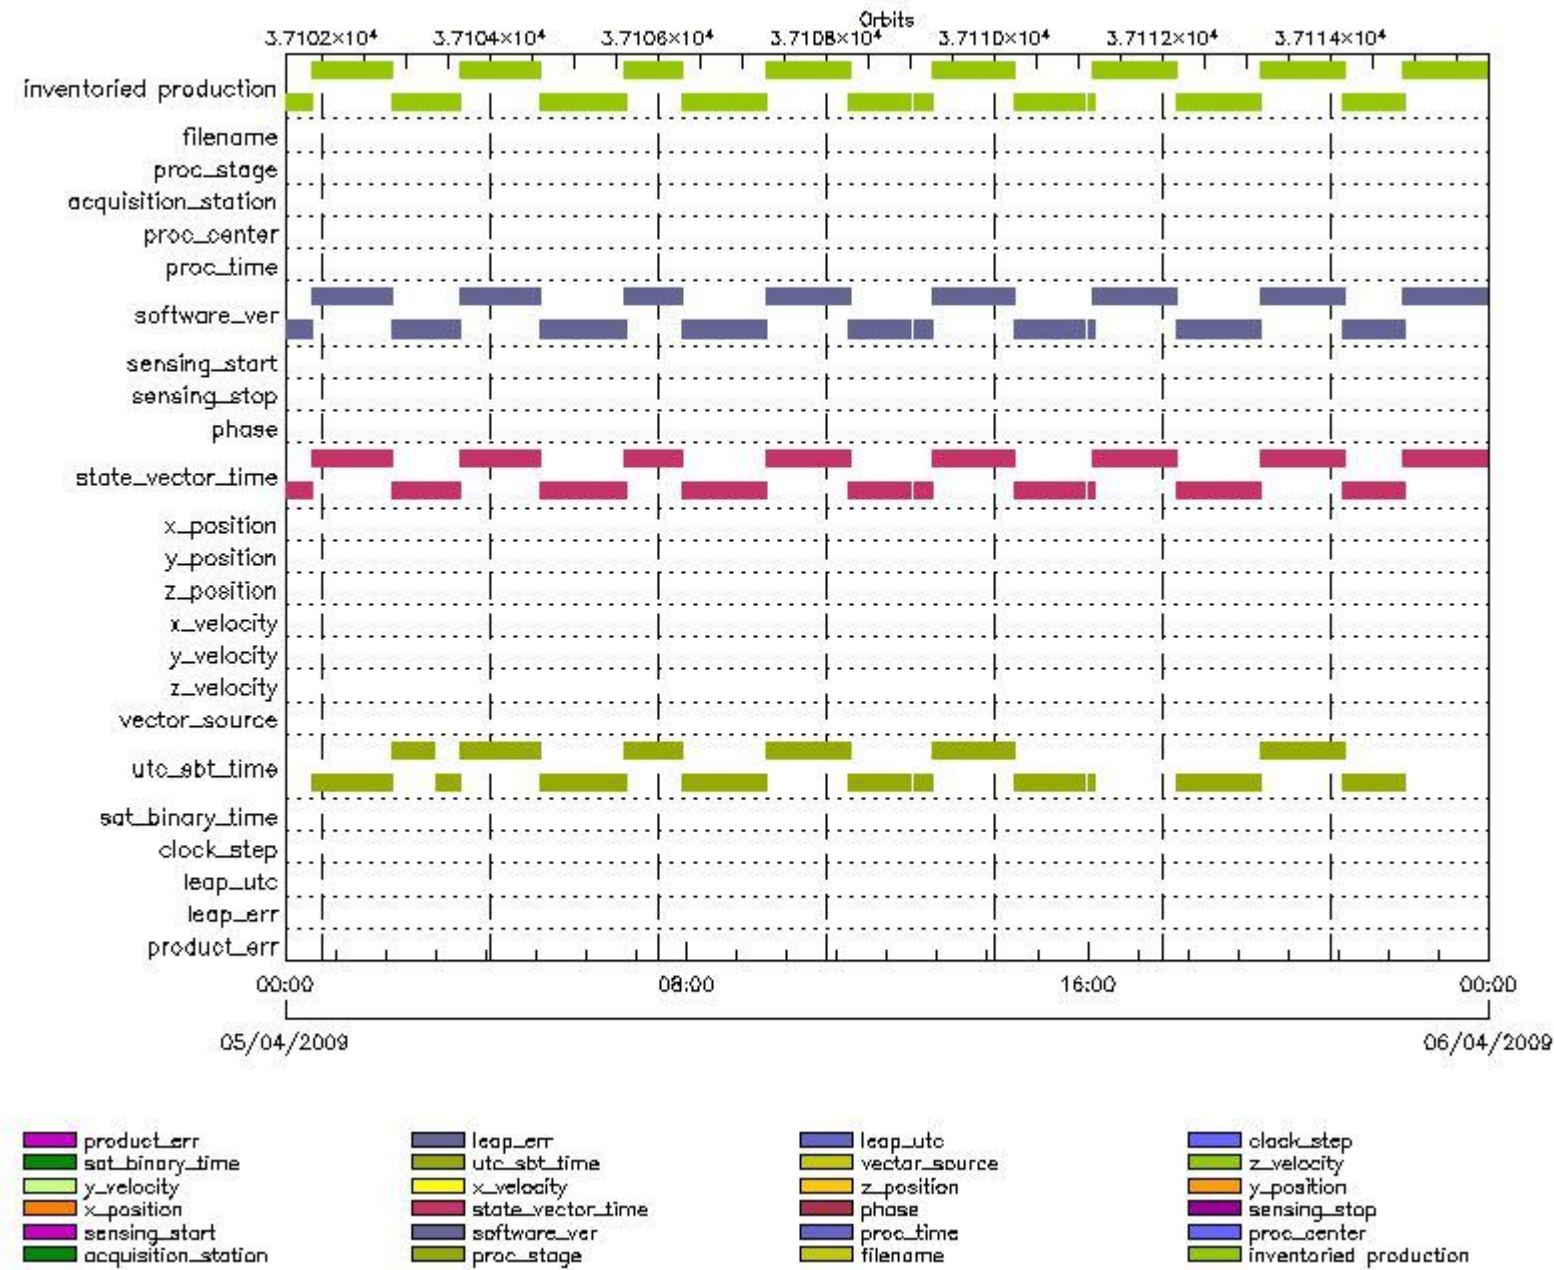 Orbits
3.7102×10⁴ 3.7104×10⁴ 3.7106×10⁴ 3.7108×10⁴ 3.7110×10⁴ 3.7112×10⁴ 3.7114×10⁴
inventoried production
filename
proc_stage
acquisition_station
proc_center
proc_time
software_ver
sensing_start
sensing_stop
phase
state_vector_time
x_position
y_position
z_position
x_velocity
y_velocity
z_velocity
vector_source
utc_sbt_time
sat_binary_time
clock_step
leap_utc
leap_err
product_err
00:00 08:00 16:00 00:00
05/04/2009 06/04/2009
product_err leap_err leap_utc clock_step
sat_binary_time utc_sbt_time vector_source z_velocity
y_velocity x_velocity z_position y_position
x_position state_vector_time phase sensing_stop
sensing_start software_ver proc_time proc_center
acquisition_station proc_stage filename inventoried production